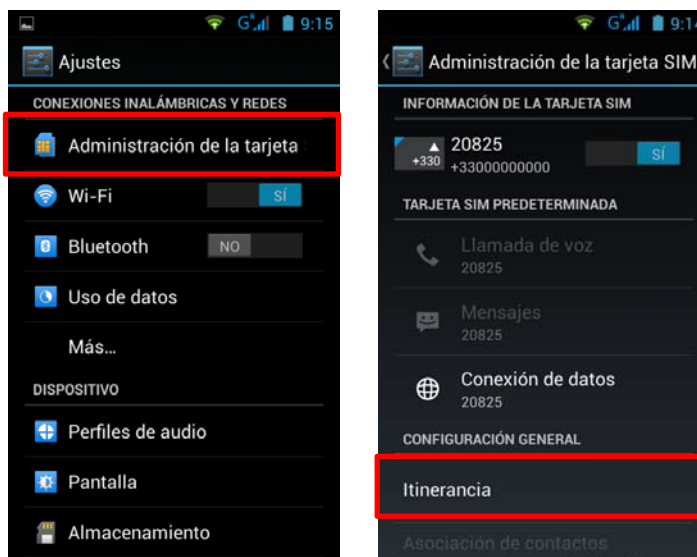 G R 9:15
Ajustes
CONEXIONES INALÁMBRICAS Y REDES
Administración de la tarjeta
Wi-Fi SÍ
Bluetooth NO
Uso de datos
Más...
DISPOSITIVO
Perfiles de audio
Pantalla
Almacenamiento
G R 9:14
Administración de la tarjeta SIM
INFORMACIÓN DE LA TARJETA SIM
+330 20825 SÍ
+33000000000
TARJETA SIM PREDETERMINADA
Llamada de voz
20825
Mensajes
20825
Conexión de datos
20825
CONFIGURACIÓN GENERAL
Itinerancia
Asociación de contactos